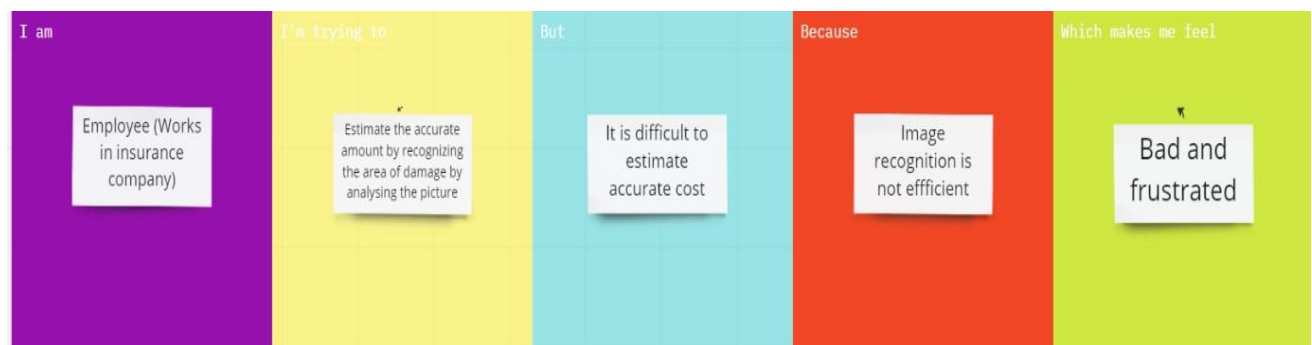 I am
Employee (Works
in insurance
company)
I'm trying to
Estimate the accurate
amount by recognizing
the area of damage by
analysing the picture
But
It is difficult to
estimate
accurate cost
Because
Image
recognition is
not effficient
Which makes me feel
Bad and
frustrated